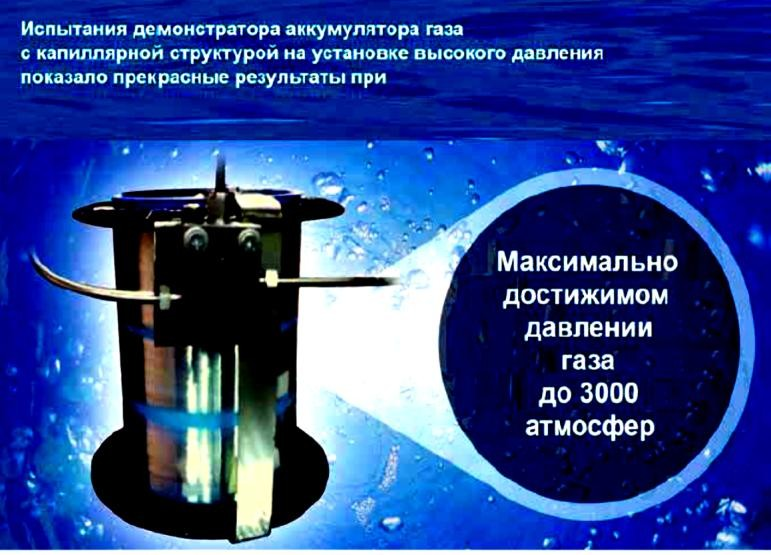 Испытания демонстратора аккумулятора газа
с капиллярной структурой на установке высокого давления
показало прекрасные результаты при
Максимально
достижимом
давлении
газа
до 3000
атмосфер